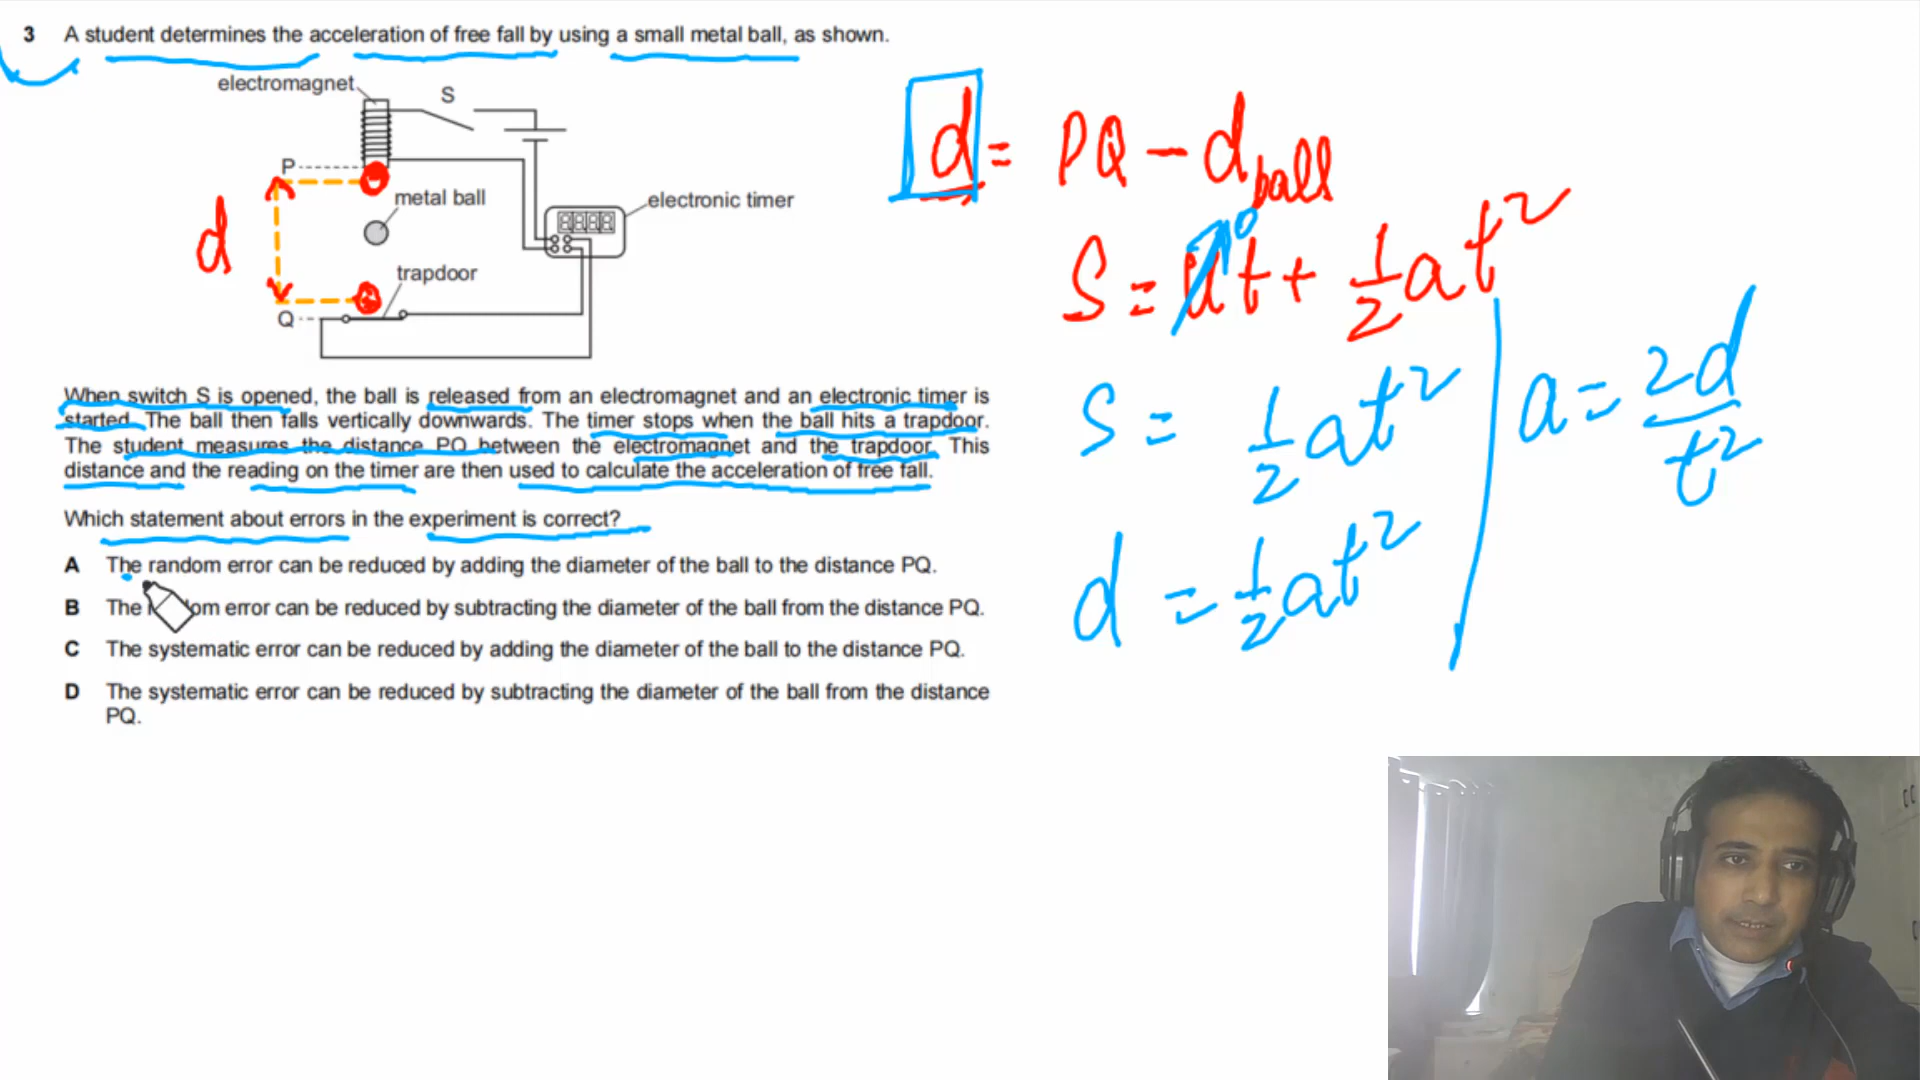 3 A student determines the acceleration of free fall by using a small metal ball, as shown.
electromagnet
S
P
metal ball
electronic timer
d
trapdoor
Q
When switch S is opened, the ball is released from an electromagnet and an electronic timer is
started. The ball then falls vertically downwards. The timer stops when the ball hits a trapdoor.
The student measures the distance PQ between the electromagnet and the trapdoor. This
distance and the reading on the timer are then used to calculate the acceleration of free fall.
Which statement about errors in the experiment is correct?
A The random error can be reduced by adding the diameter of the ball to the distance PQ.
B The error can be reduced by subtracting the diameter of the ball from the distance PQ.
C The systematic error can be reduced by adding the diameter of the ball to the distance PQ.
D The systematic error can be reduced by subtracting the diameter of the ball from the distance
PQ.
d = PQ - d ball
S = ut + 1/2 at²
S = 1/2 at²
d = 1/2 at²
a = 2d/t²